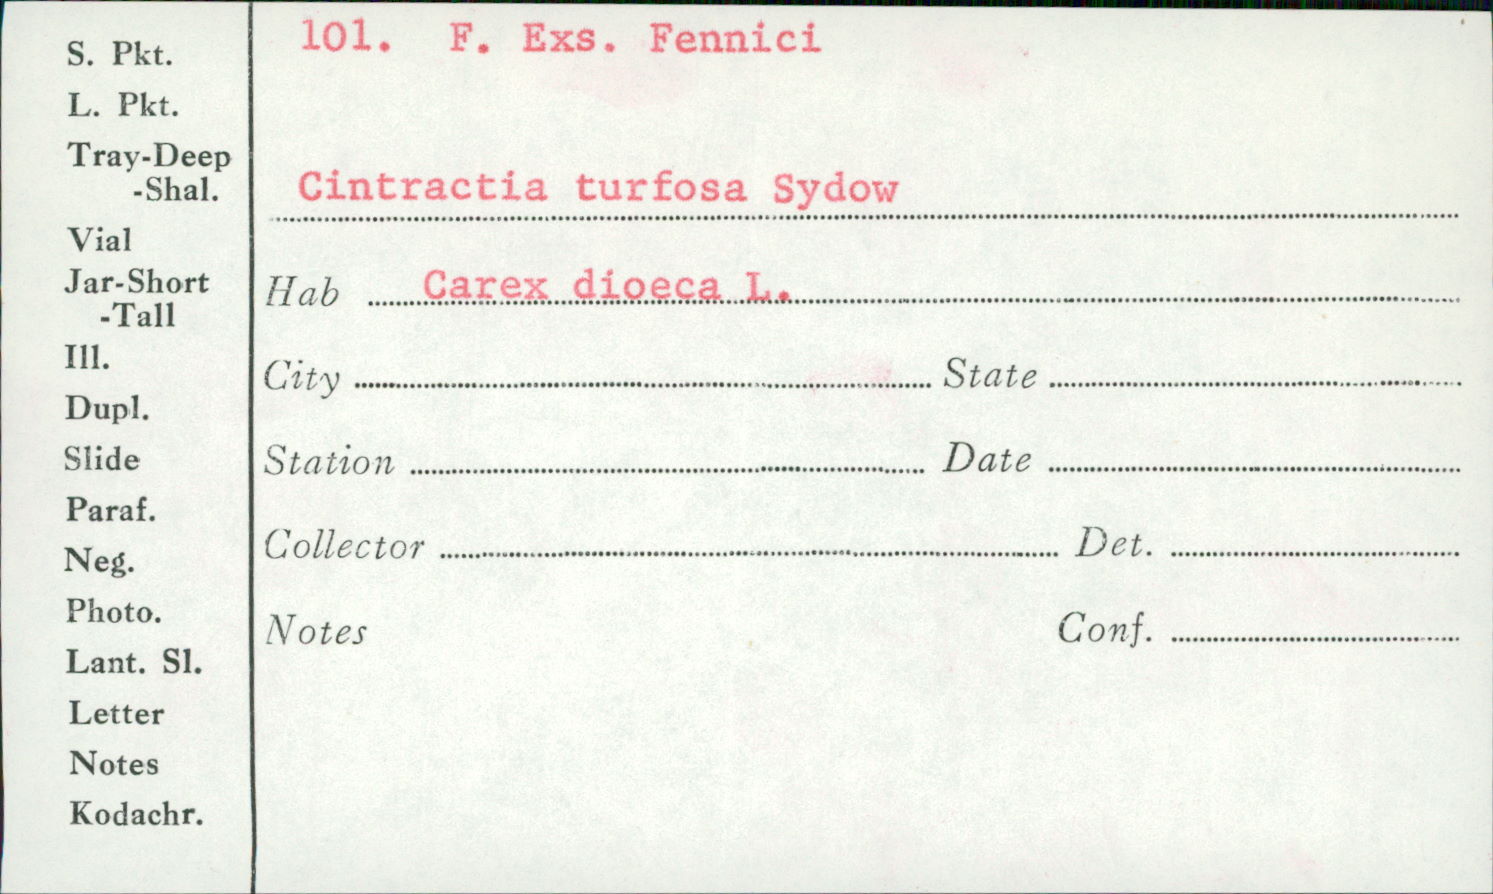 101. F. Exs. Fennici
Cintractia turfosa Sydow
Hab Carex dioeca L.
City State
Station Date
Collector Det.
Notes Conf.
S. Pkt.
L. Pkt.
Tray-Deep
-Shal.
Vial
Jar-Short
-Tall
Ill.
Dupl.
Slide
Paraf.
Neg.
Photo.
Lant. Sl.
Letter
Notes
Kodachr.